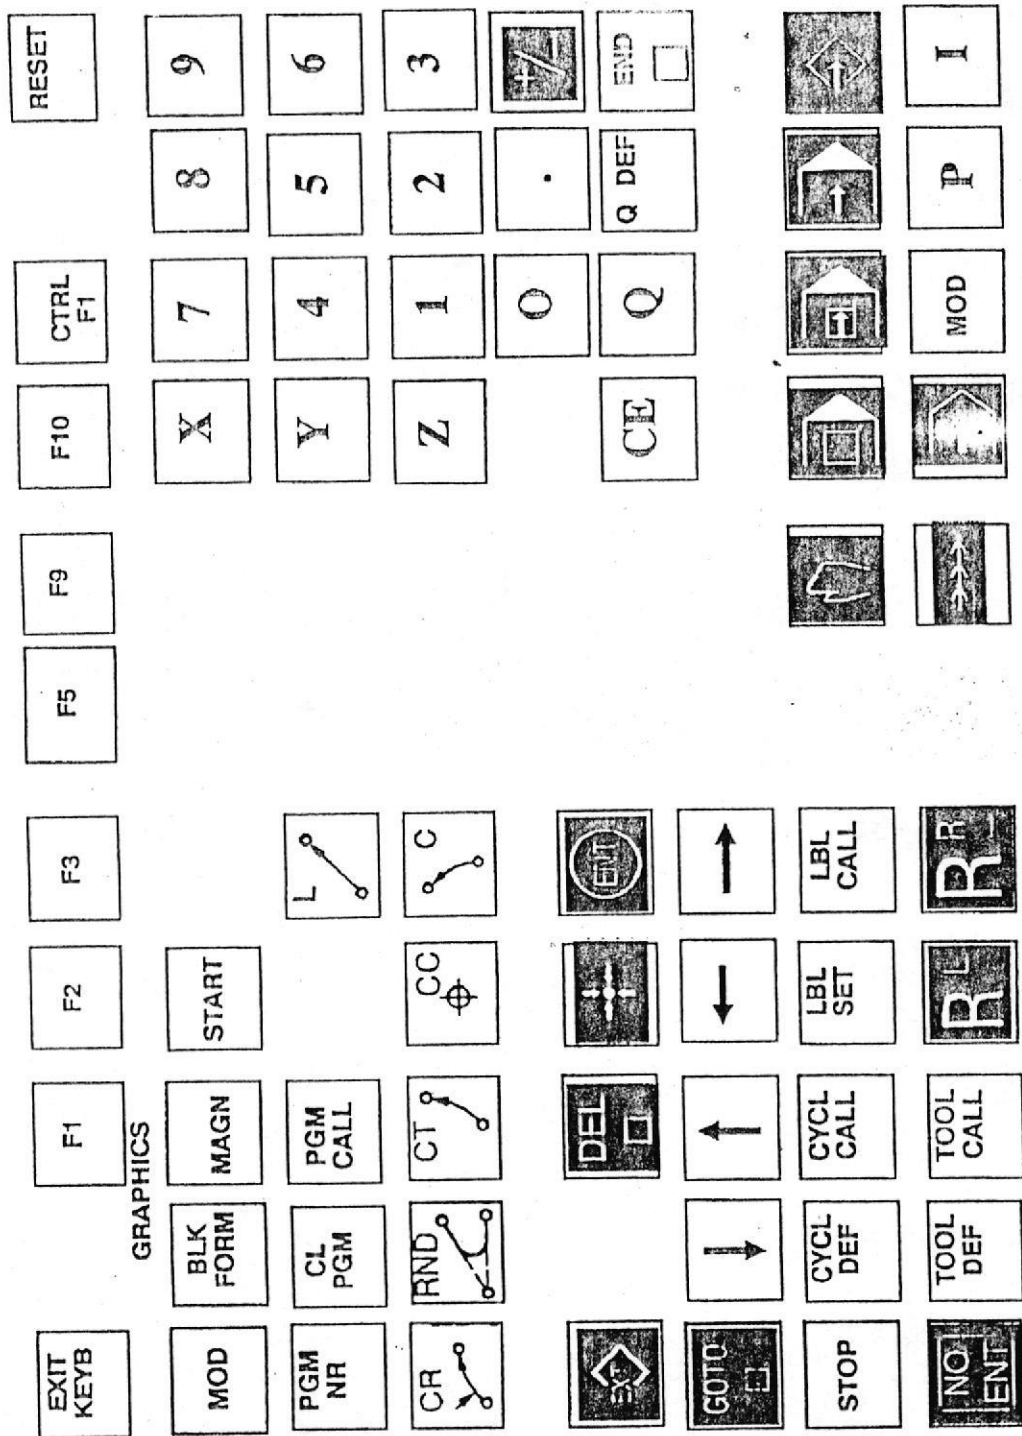 EXIT
KEYB
F1
F2
F3
F5
F9
F10
CTRL
F1
RESET
GRAPHICS
MOD
BLK
FORM
MAGN
START
X
7
8
9
PGM
NR
CL
PGM
PGM
CALL
L
Y
4
5
6
CR
RND
CT
CC
C
Z
1
2
3
0
.
+/-
EXT
DEL
ENT
CE
Q
Q DEF
END
GOTO
STOP
CYCL
DEF
CYCL
CALL
LBL
SET
LBL
CALL
NO
ENT
TOOL
DEF
TOOL
CALL
R L
R R
MOD
P
I